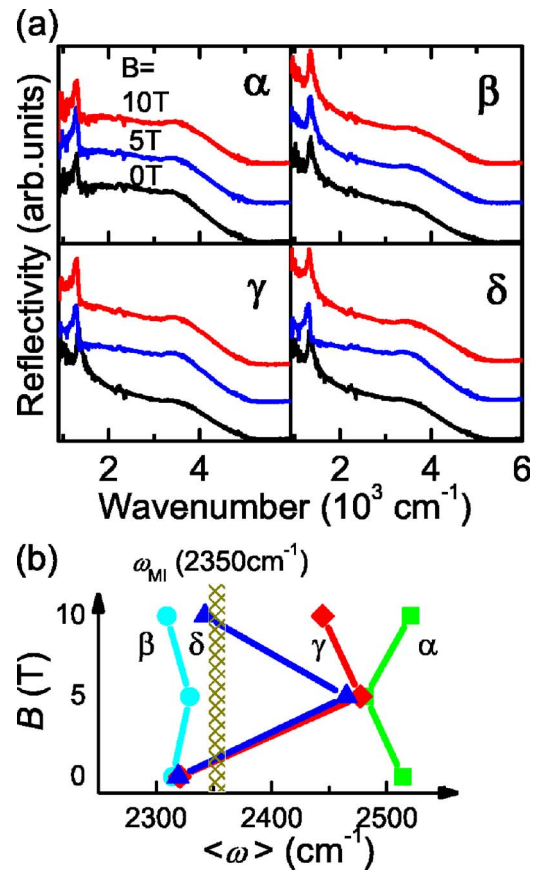 (a)
B=
10T
5T
0T
α
β
γ
δ
Reflectivity (arb.units)
2 4 2 4 6
Wavenumber (10³ cm⁻¹)
(b)
ω_MI (2350cm⁻¹)
10
5
0
B (T)
β δ γ α
2300 2400 2500
<ω> (cm⁻¹)